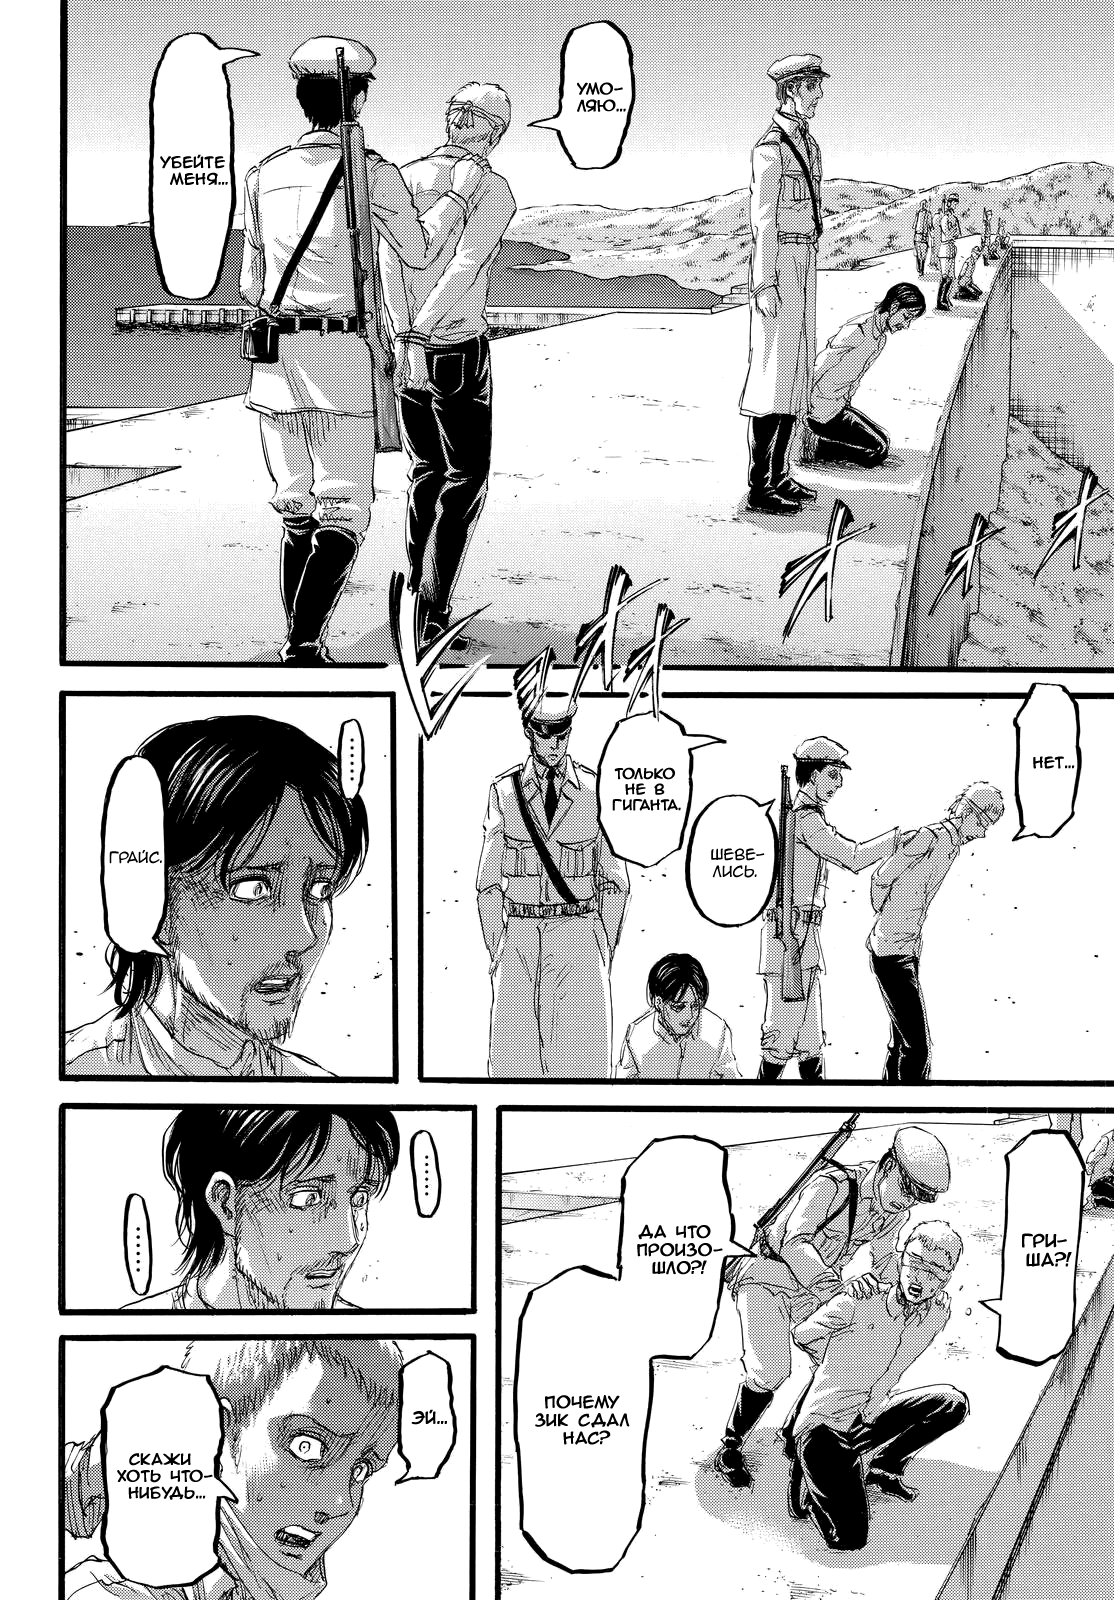 УМО-
ЛЯЮ...
УБЕЙТЕ
МЕНЯ...
НЕТ...
ТОЛЬКО
НЕ В
ГИГАНТА.
ШЕВЕ-
ЛИСЬ.
......
ГРАЙС.
ГРИ-
ША?!
ДА ЧТО
ПРОИЗО-
ШЛО?!
ПОЧЕМУ
ЗИК СДАЛ
НАС?
......
......
ЭЙ...
СКАЖИ
ХОТЬ ЧТО-
НИБУДЬ...